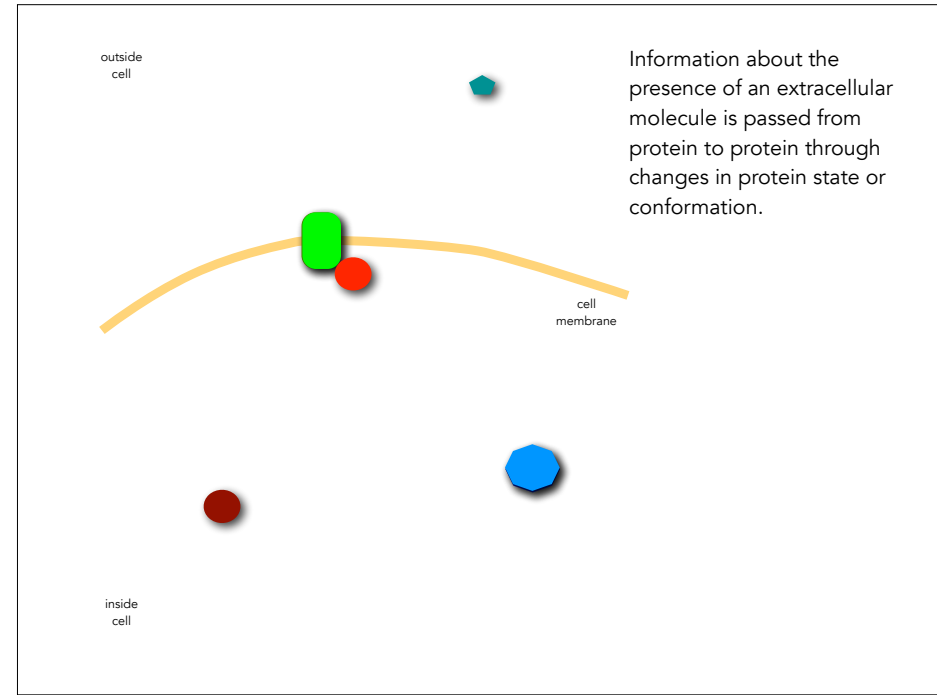 outside
cell
Information about the
presence of an extracellular
molecule is passed from
protein to protein through
changes in protein state or
conformation.
cell
membrane
inside
cell